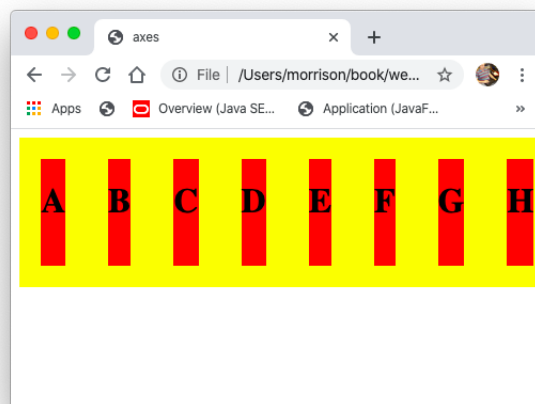 axes
File | /Users/morrison/book/we...
Apps Overview (Java SE... Application (JavaF... »
A B C D E F G H